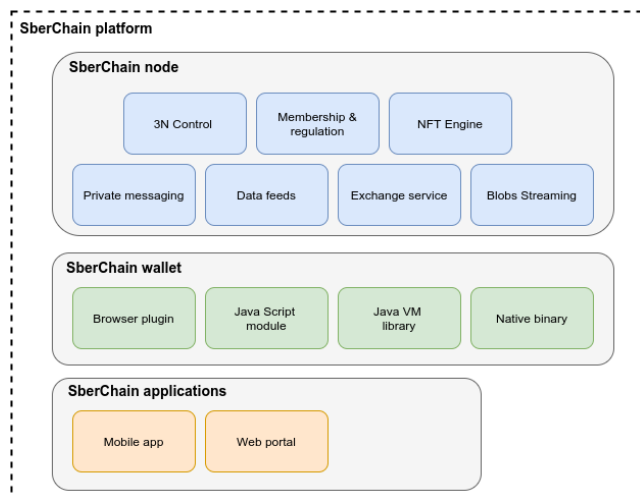 SberChain platform
SberChain node
3N Control
Membership &
regulation
NFT Engine
Private messaging
Data feeds
Exchange service
Blobs Streaming
SberChain wallet
Browser plugin
Java Script
module
Java VM
library
Native binary
SberChain applications
Mobile app
Web portal